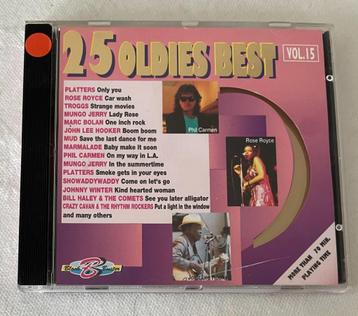 25 OLDIES BEST
VOL.15
PLATTERS Only you
ROSE ROYCE Car wash
TROGGS Strange movies
MUNGO JERRY Lady Rose
MARC BOLAN One inch rock
JOHN LEE HOOKER Boom boom
MUD Save the last dance for me
MARMALADE Baby make it soon
PHIL CARMEN On my way in L.A.
MUNGO JERRY In the summertime
PLATTERS Smoke gets in your eyes
SHOWADDYWADDY Come on let's go
JOHNNY WINTER Kind hearted woman
BILL HALEY & THE COMETS See you later alligator
CRAZY CAVAN & THE RHYTHM ROCKERS Put a light in the window
and many others
Phil Carmen
Rose Royce
MORE THAN 70 MIN.
PLAYING TIME
B